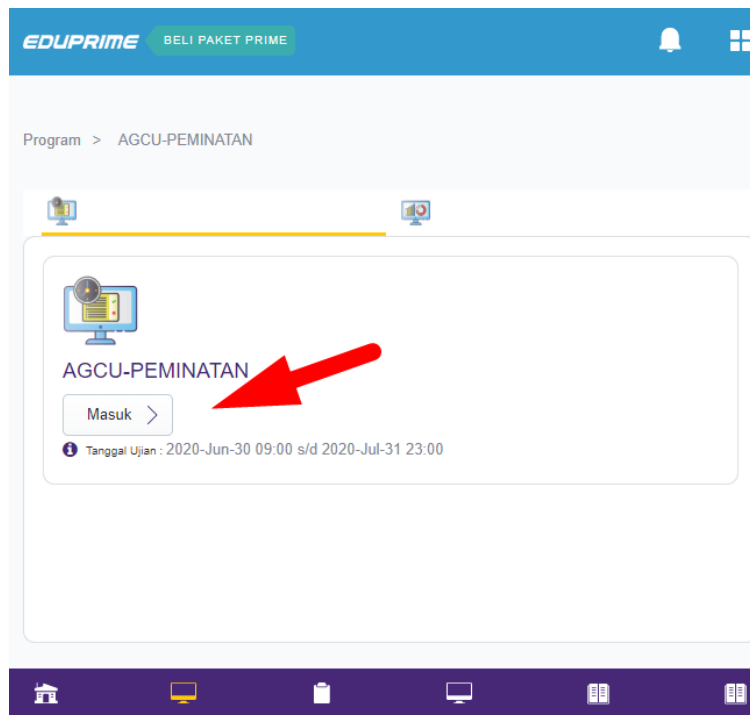 EDUPRIME BELI PAKET PRIME
Program > AGCU-PEMINATAN
AGCU-PEMINATAN
Masuk >
Tanggal Ujian : 2020-Jun-30 09:00 s/d 2020-Jul-31 23:00